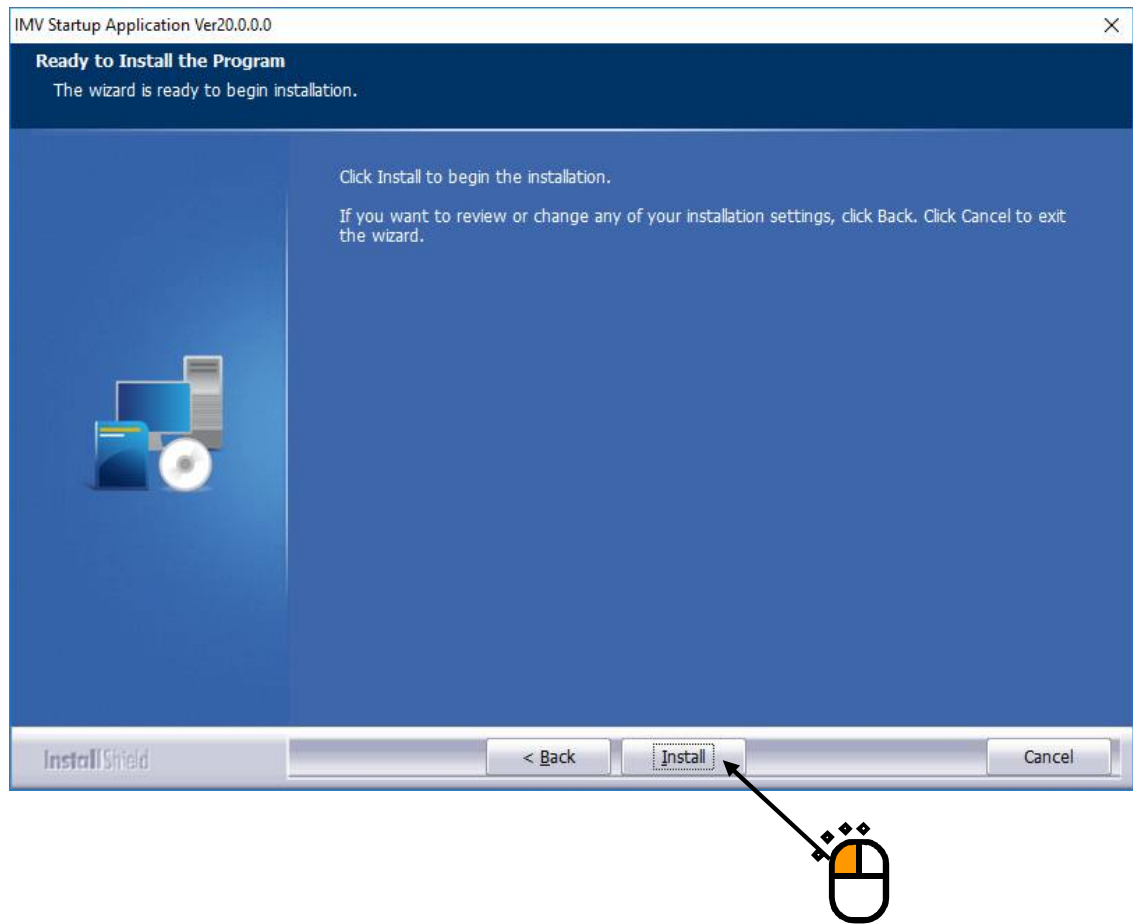 IMV Startup Application Ver20.0.0.0
Ready to Install the Program
The wizard is ready to begin installation.
Click Install to begin the installation.
If you want to review or change any of your installation settings, click Back. Click Cancel to exit
the wizard.
InstallShield
< Back
Install
Cancel